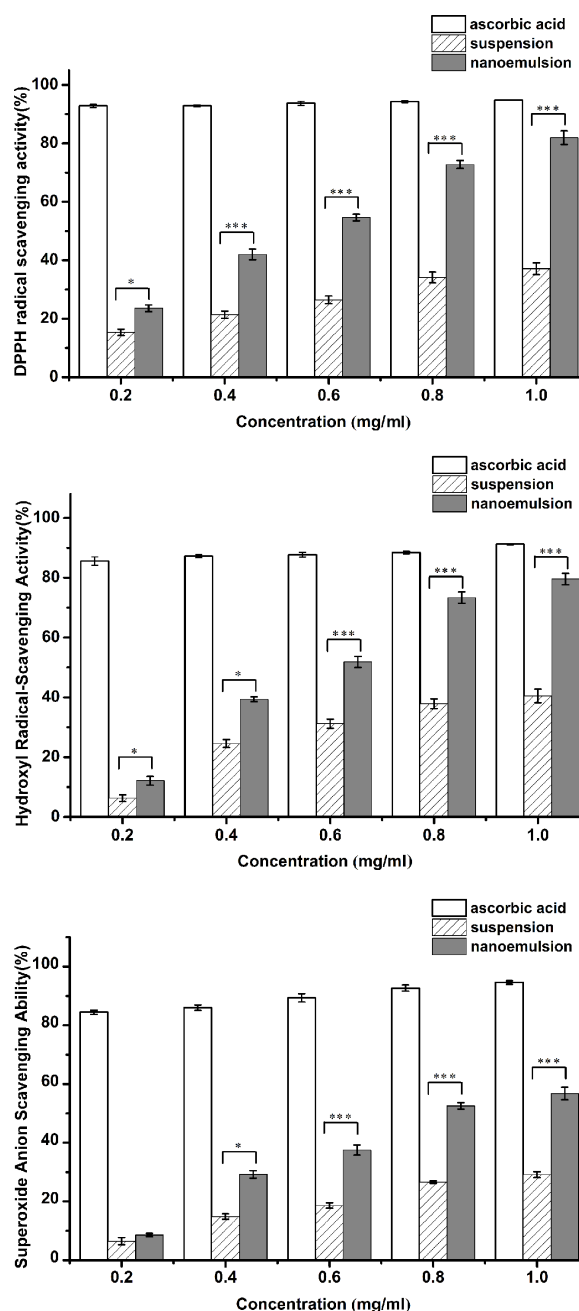 ascorbic acid
suspension
nanoemulsion
DPPH radical scavenging activity(%)
100
80
60
40
20
0
*
***
***
***
***
0.2 0.4 0.6 0.8 1.0
Concentration (mg/ml)
ascorbic acid
suspension
nanoemulsion
Hydroxyl Radical-Scavenging Activity(%)
100
80
60
40
20
0
*
*
***
***
***
0.2 0.4 0.6 0.8 1.0
Concentration (mg/ml)
ascorbic acid
suspension
nanoemulsion
Superoxide Anion Scavenging Ability(%)
100
80
60
40
20
0
*
***
***
***
0.2 0.4 0.6 0.8 1.0
Concentration (mg/ml)